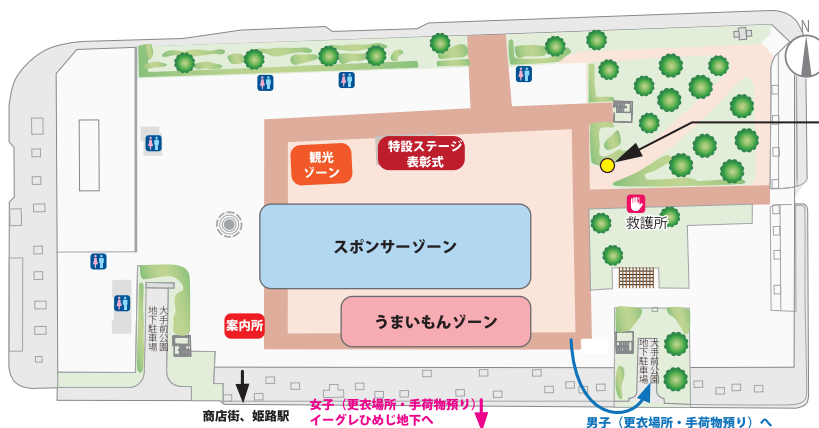 N
観光
ゾーン
特設ステージ
表彰式
救護所
スポンサーゾーン
うまいもんゾーン
案内所
大手前公園
地下駐車場
大手前公園
地下駐車場
商店街、姫路駅
女子（更衣場所・手荷物預り）
イーグレひめじ地下へ
男子（更衣場所・手荷物預り）へ